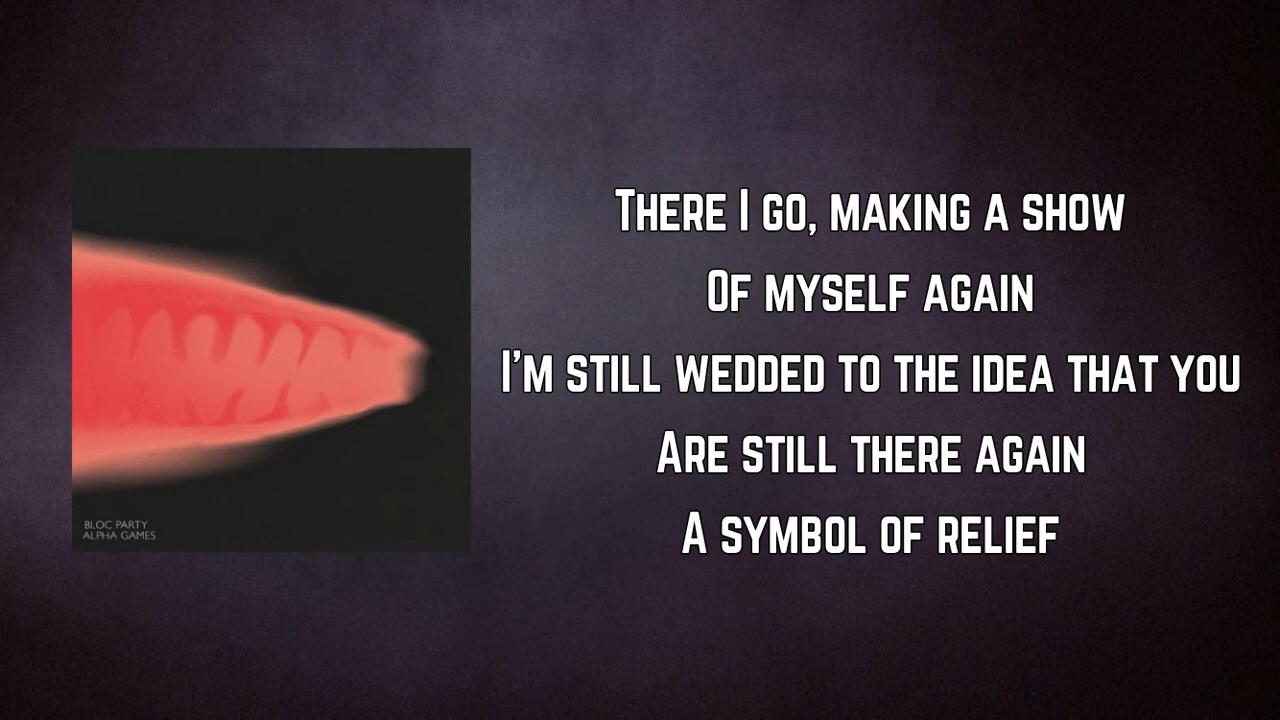 There I go, making a show
Of myself again
I'm still wedded to the idea that you
Are still there again
A symbol of relief
BLOC PARTY
ALPHA GAMES